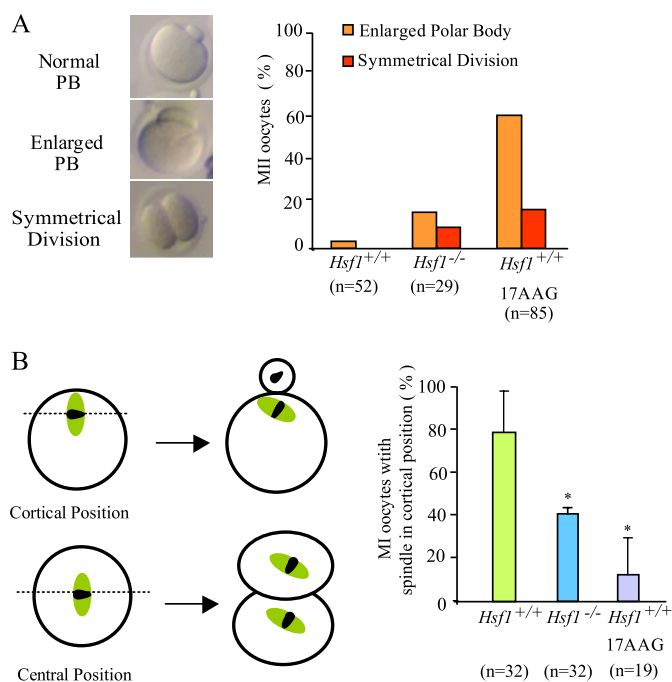 A
Normal
PB
Enlarged
PB
Symmetrical
Division
MII oocytes ( % )
100
80
60
40
20
0
Enlarged Polar Body
Symmetrical Division
Hsf1+/+
(n=52)
Hsf1-/-
(n=29)
Hsf1+/+
17AAG
(n=85)
B
Cortical Position
Central Position
MI oocytes wtith
spindle in cortical position ( % )
100
80
60
40
20
0
*
*
Hsf1+/+ Hsf1-/- Hsf1+/+
17AAG
(n=32) (n=32) (n=19)